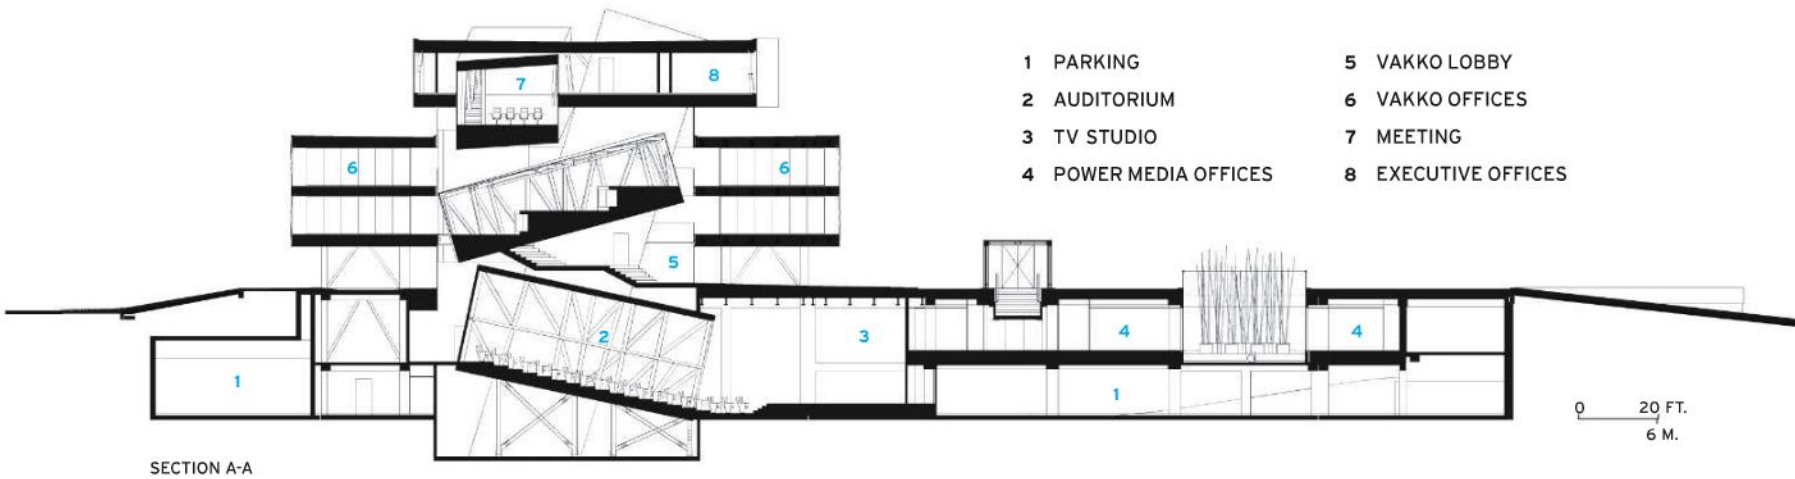 1 PARKING
2 AUDITORIUM
3 TV STUDIO
4 POWER MEDIA OFFICES
5 VAKKO LOBBY
6 VAKKO OFFICES
7 MEETING
8 EXECUTIVE OFFICES
7
8
6
6
5
2
3
4
4
1
1
0 20 FT.
6 M.
SECTION A-A